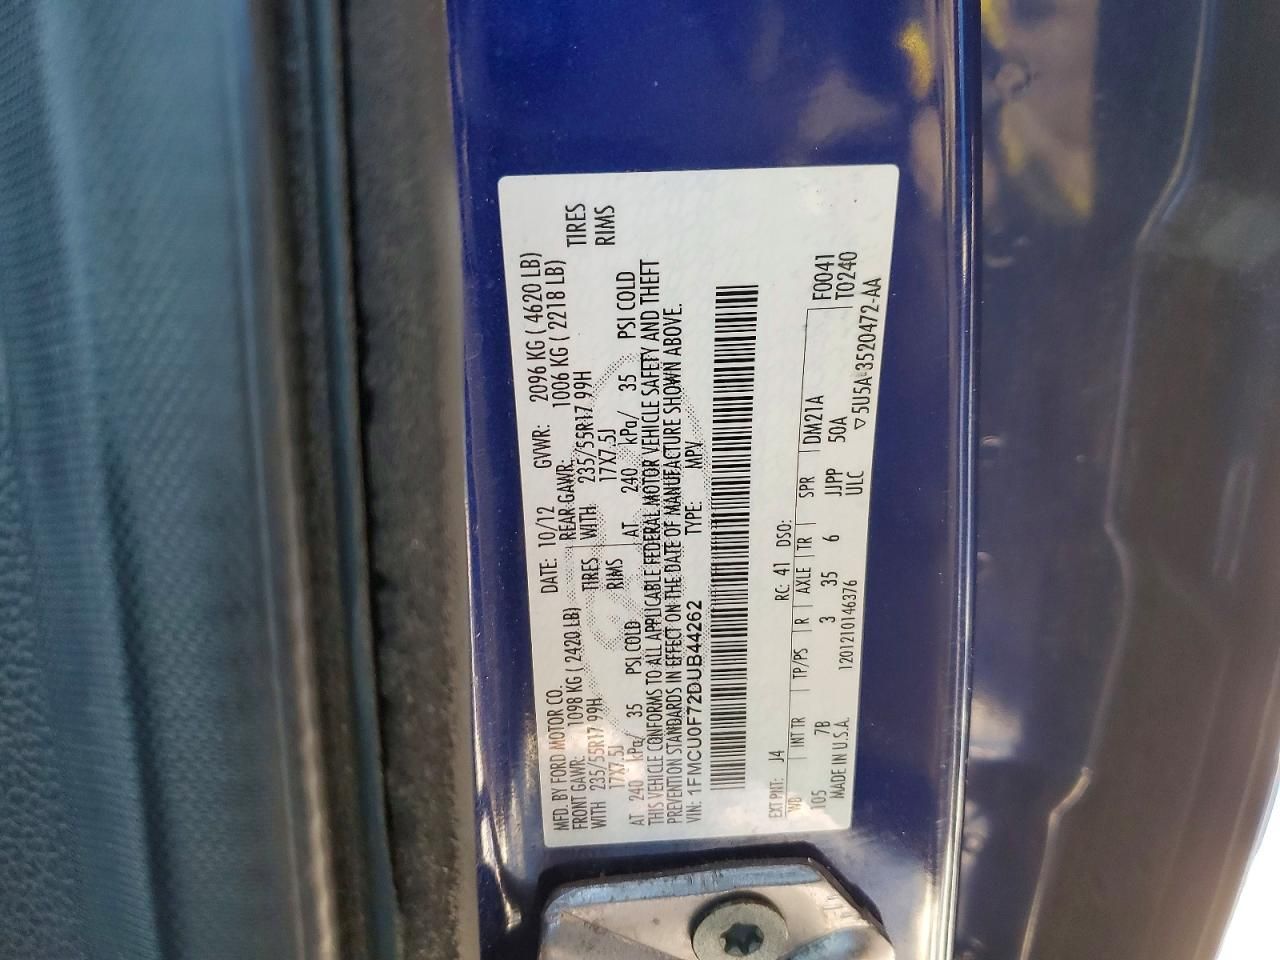 MFD. BY FORD MOTOR CO.
DATE: 10/12 GVWR: 2096 KG ( 4620 LB)
FRONT GAWR: 1098 KG ( 2420 LB) REAR GAWR: 1006 KG ( 2218 LB)
WITH 235/55R17 99H TIRES WITH 235/55R17 99H TIRES
17X7.5J RIMS 17X7.5J RIMS
AT 240 kPa/ 35 PSI COLD AT 240 kPa/ 35 PSI COLD
THIS VEHICLE CONFORMS TO ALL APPLICABLE FEDERAL MOTOR VEHICLE SAFETY AND THEFT
PREVENTION STANDARDS IN EFFECT ON THE DATE OF MANUFACTURE SHOWN ABOVE.
VIN: 1FMCU0F72DUB44262 TYPE: MPV
EXT PNT: J4 RC: 41 DSO: F0041
WB INT TR TP/PS R AXLE TR SPR DM21A T0240
105 7B 3 35 6 JJPP 50A
MADE IN U.S.A. 1201210146376 ULC ▽5U5A-3520472-AA